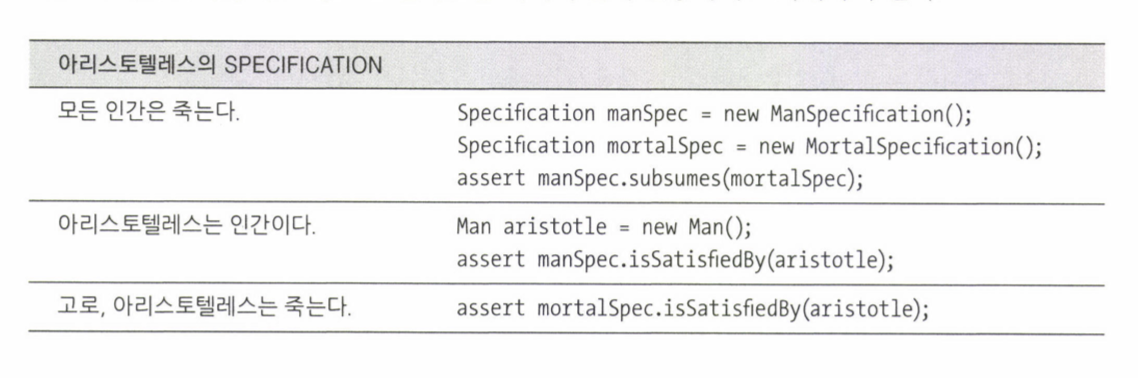 아리스토텔레스의 SPECIFICATION
모든 인간은 죽는다.
Specification manSpec = new ManSpecification();
Specification mortalSpec = new MortalSpecification();
assert manSpec.subsumes(mortalSpec);
아리스토텔레스는 인간이다.
Man aristotle = new Man();
assert manSpec.isSatisfiedBy(aristotle);
고로, 아리스토텔레스는 죽는다.
assert mortalSpec.isSatisfiedBy(aristotle);